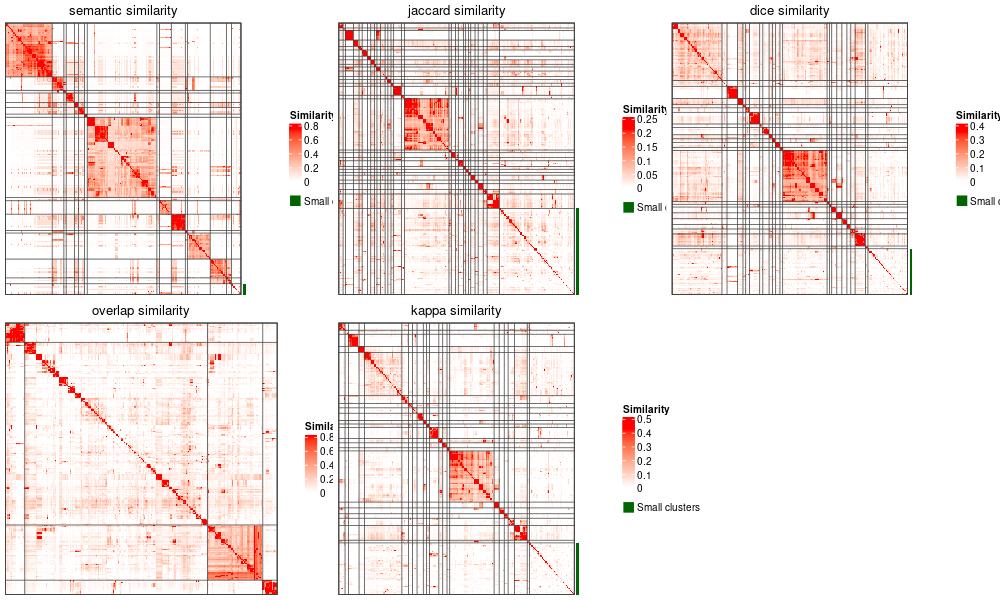 semantic similarity
jaccard similarity
dice similarity
Similarity
0.8
0.6
0.4
0.2
0
Small
Similarity
0.25
0.2
0.15
0.1
0.05
0
Small
Similarity
0.4
0.3
0.2
0.1
0
Small
overlap similarity
kappa similarity
Simila
0.8
0.6
0.4
0.2
0
Similarity
0.5
0.4
0.3
0.2
0.1
0
Small clusters